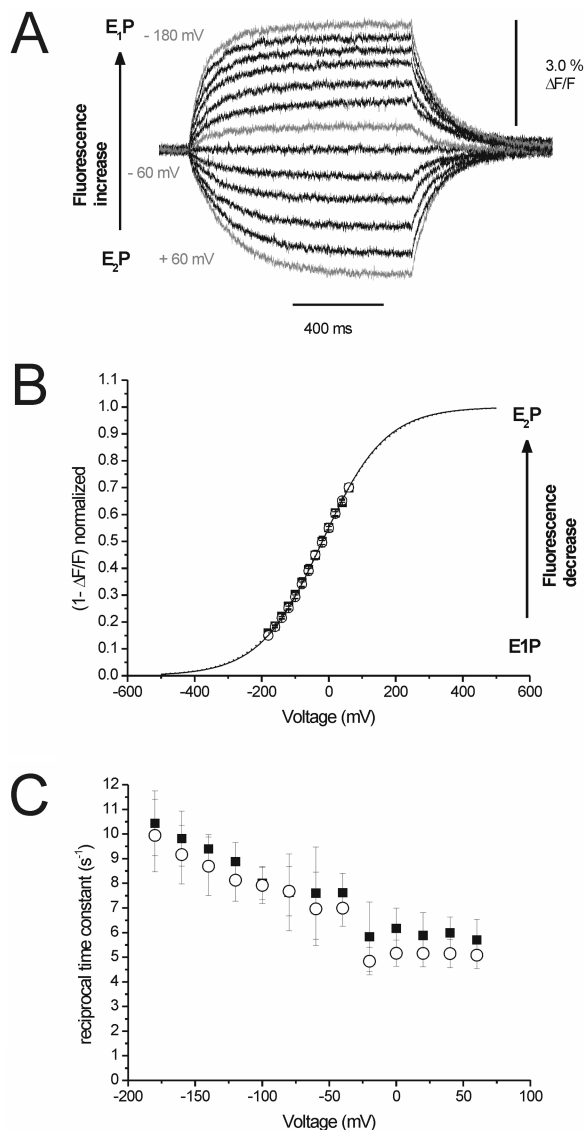 A
E₁P
- 180 mV
Fluorescence
increase
- 60 mV
E₂P
+ 60 mV
3.0 %
ΔF/F
400 ms
B
(1- ΔF/F) normalized
1.1
1.0
0.9
0.8
0.7
0.6
0.5
0.4
0.3
0.2
0.1
0.0
-600 -400 -200 0 200 400 600
Voltage (mV)
E₂P
Fluorescence
decrease
E1P
C
reciprocal time constant (s⁻¹)
12
11
10
9
8
7
6
5
4
3
2
1
0
-200 -150 -100 -50 0 50 100
Voltage (mV)